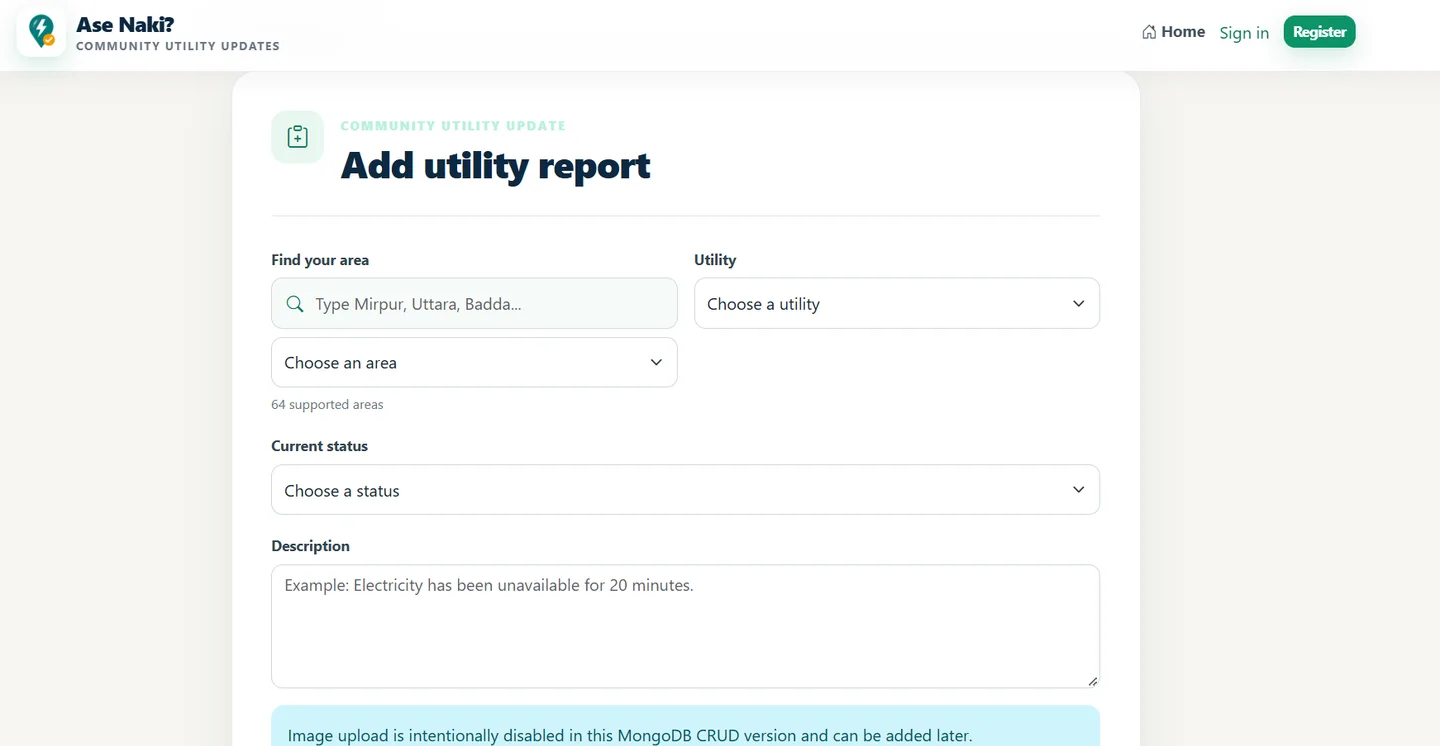 Ase Naki?
COMMUNITY UTILITY UPDATES
Home
Sign in
Register
COMMUNITY UTILITY UPDATE
Add utility report
Find your area
Type Mirpur, Uttara, Badda...
Choose an area
64 supported areas
Utility
Choose a utility
Current status
Choose a status
Description
Example: Electricity has been unavailable for 20 minutes.
Image upload is intentionally disabled in this MongoDB CRUD version and can be added later.